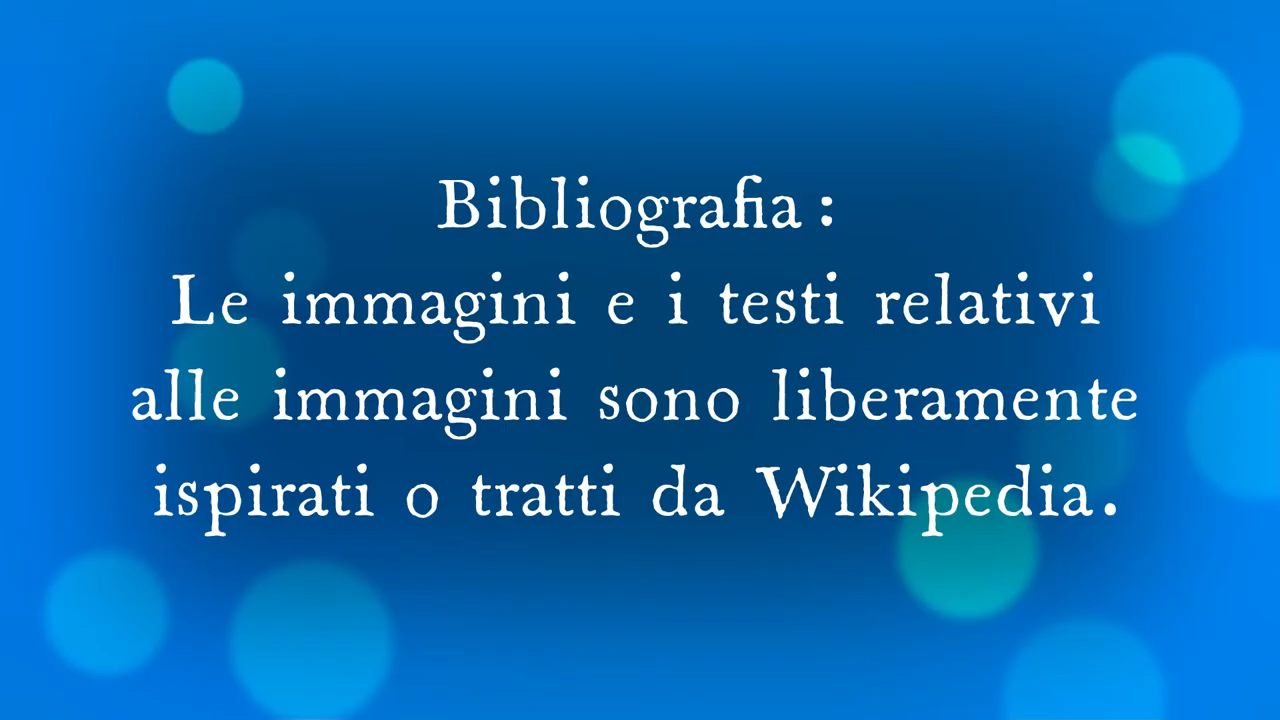 Bibliografia :
Le immagini e i testi relativi
alle immagini sono liberamente
ispirati o tratti da Wikipedia.